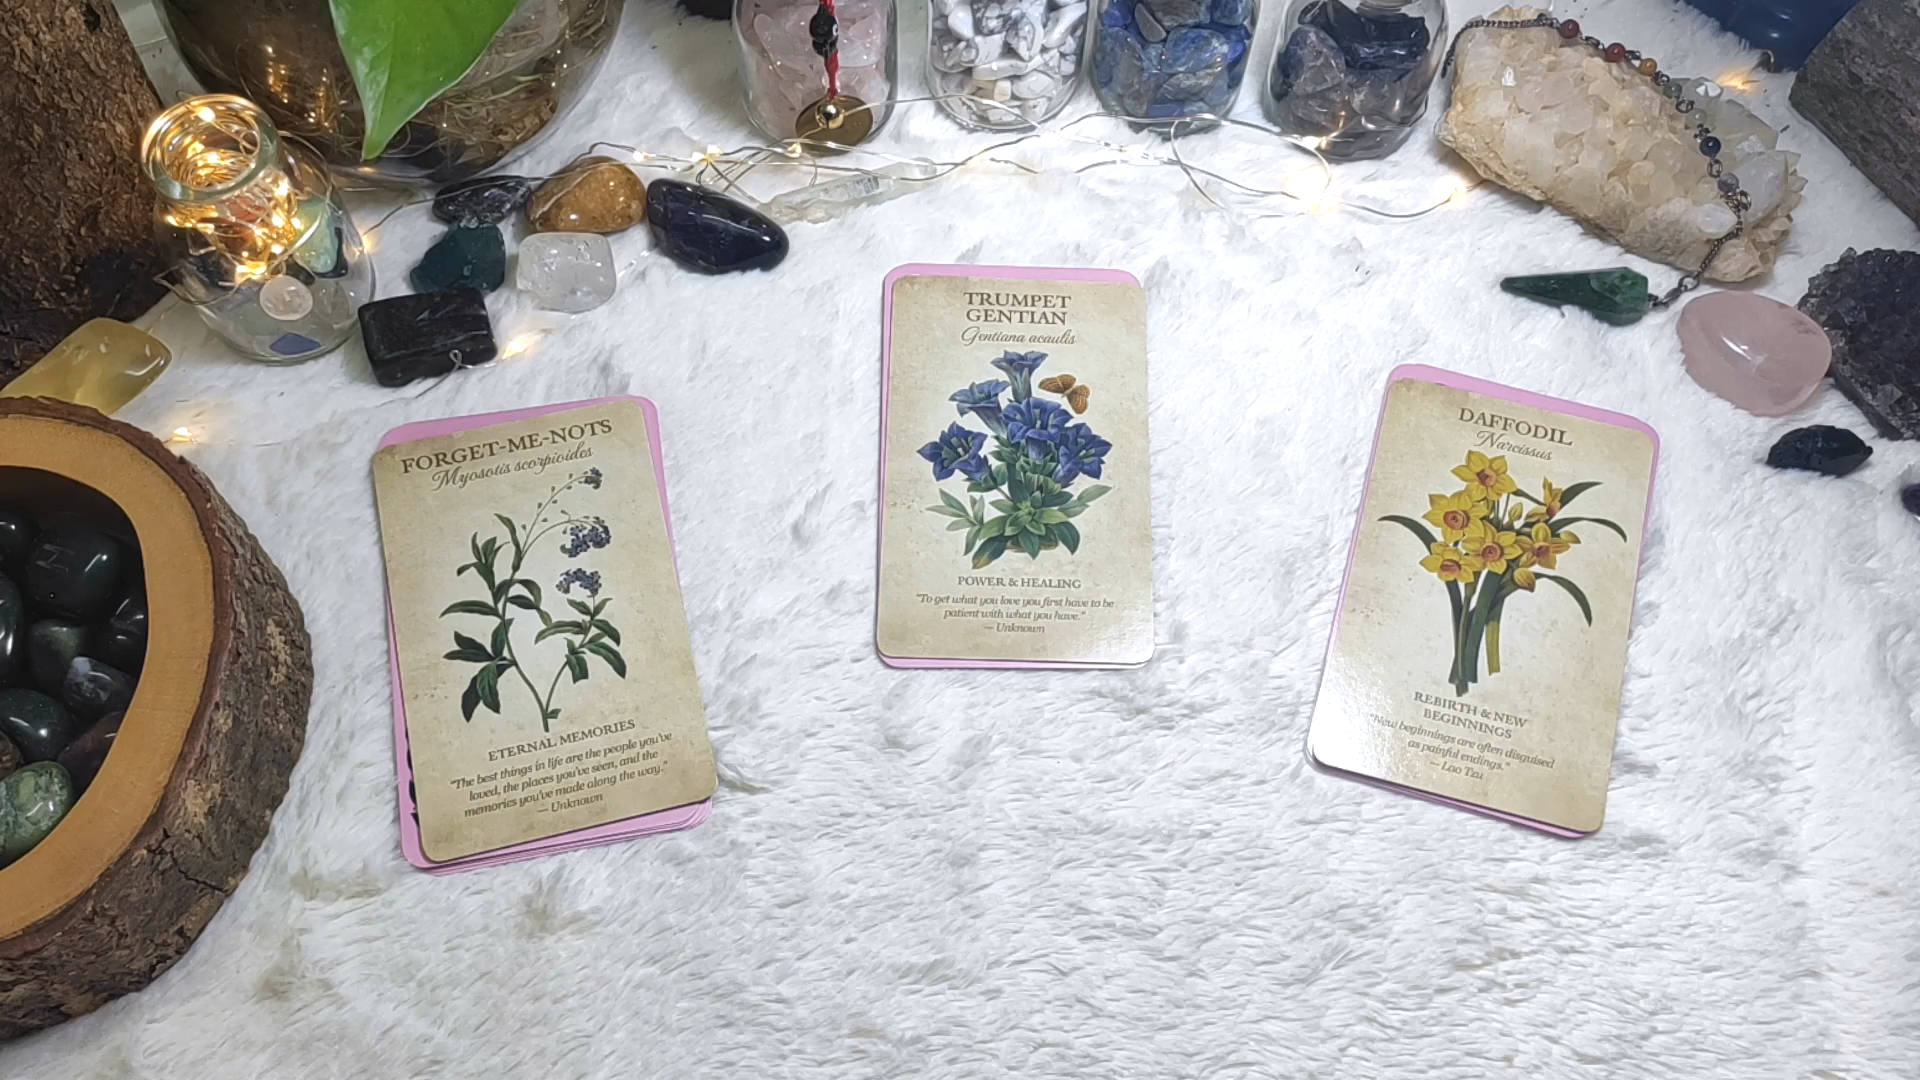 FORGET-ME-NOTS
Myosotis scorpioides
ETERNAL MEMORIES
"The best things in life are the people you've
loved, the places you've seen, and the
memories you've made along the way."
— Unknown
TRUMPET
GENTIAN
Gentiana acaulis
POWER & HEALING
"To get what you love you first have to be
patient with what you have."
— Unknown
DAFFODIL
Narcissus
REBIRTH & NEW
BEGINNINGS
"New beginnings are often disguised
as painful endings."
— Lao Tzu